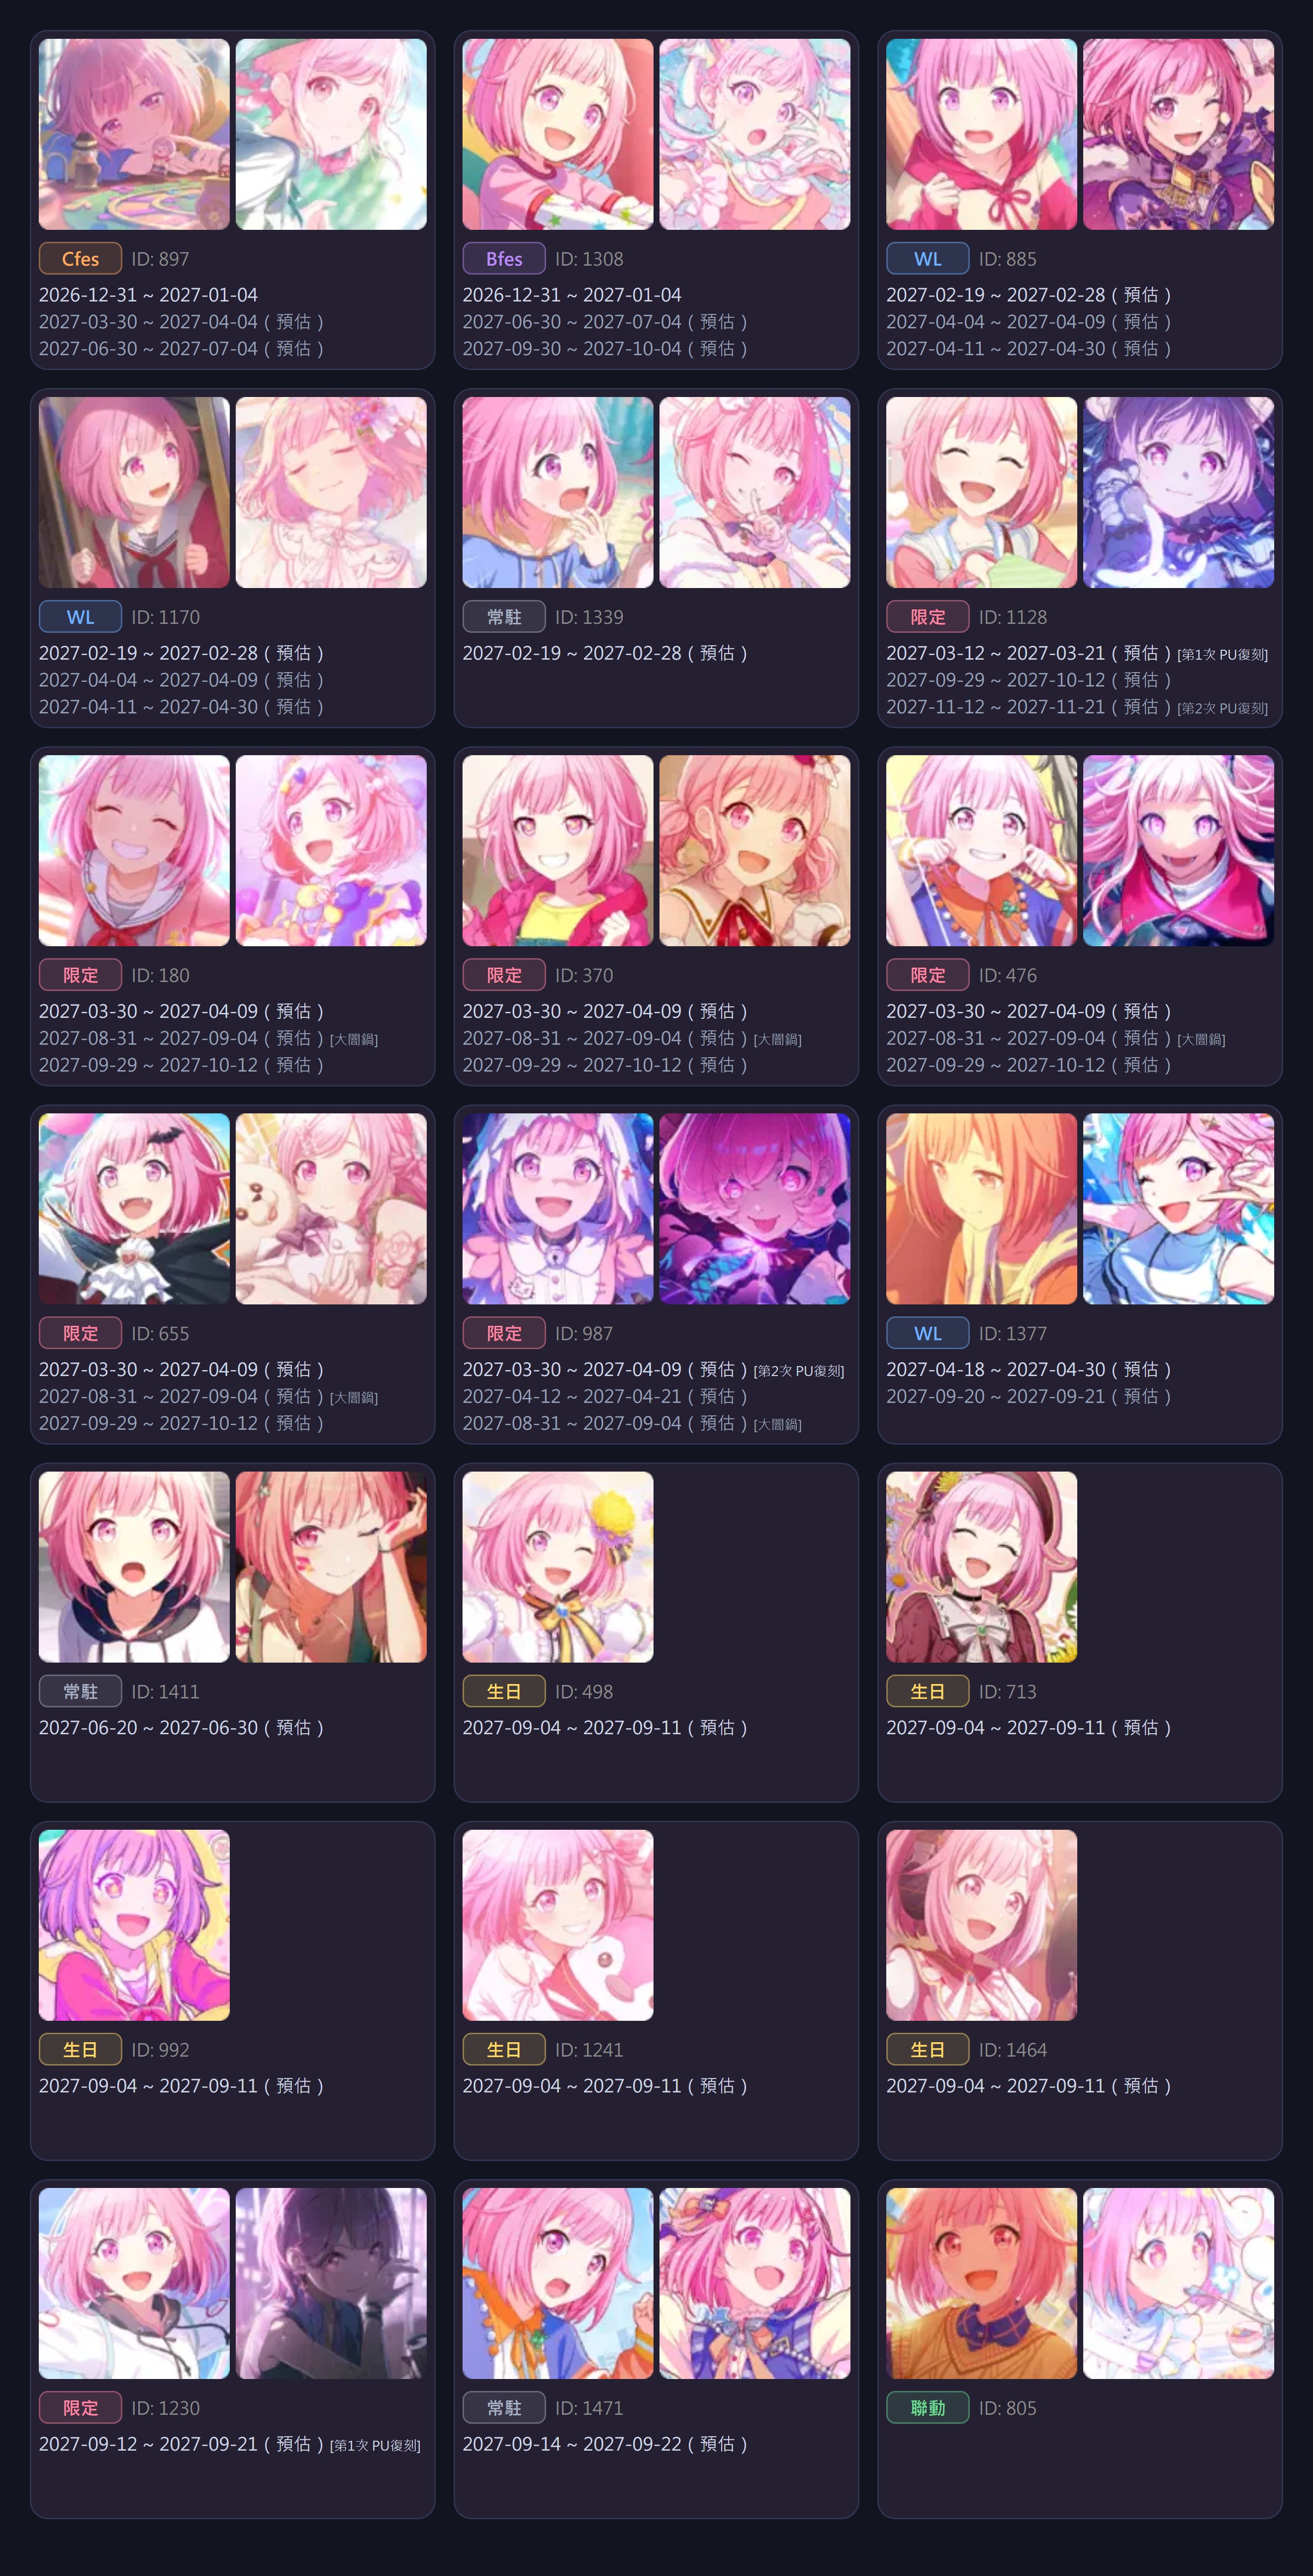 Cfes ID: 897
2026-12-31 ~ 2027-01-04
2027-03-30 ~ 2027-04-04 ( 預估 )
2027-06-30 ~ 2027-07-04 ( 預估 )
Bfes ID: 1308
2026-12-31 ~ 2027-01-04
2027-06-30 ~ 2027-07-04 ( 預估 )
2027-09-30 ~ 2027-10-04 ( 預估 )
WL ID: 885
2027-02-19 ~ 2027-02-28 ( 預估 )
2027-04-04 ~ 2027-04-09 ( 預估 )
2027-04-11 ~ 2027-04-30 ( 預估 )
WL ID: 1170
2027-02-19 ~ 2027-02-28 ( 預估 )
2027-04-04 ~ 2027-04-09 ( 預估 )
2027-04-11 ~ 2027-04-30 ( 預估 )
常駐 ID: 1339
2027-02-19 ~ 2027-02-28 ( 預估 )
限定 ID: 1128
2027-03-12 ~ 2027-03-21 ( 預估 ) [第1次 PU復刻]
2027-09-29 ~ 2027-10-12 ( 預估 )
2027-11-12 ~ 2027-11-21 ( 預估 ) [第2次 PU復刻]
限定 ID: 180
2027-03-30 ~ 2027-04-09 ( 預估 )
2027-08-31 ~ 2027-09-04 ( 預估 ) [大闇鍋]
2027-09-29 ~ 2027-10-12 ( 預估 )
限定 ID: 370
2027-03-30 ~ 2027-04-09 ( 預估 )
2027-08-31 ~ 2027-09-04 ( 預估 ) [大闇鍋]
2027-09-29 ~ 2027-10-12 ( 預估 )
限定 ID: 476
2027-03-30 ~ 2027-04-09 ( 預估 )
2027-08-31 ~ 2027-09-04 ( 預估 ) [大闇鍋]
2027-09-29 ~ 2027-10-12 ( 預估 )
限定 ID: 655
2027-03-30 ~ 2027-04-09 ( 預估 )
2027-08-31 ~ 2027-09-04 ( 預估 ) [大闇鍋]
2027-09-29 ~ 2027-10-12 ( 預估 )
限定 ID: 987
2027-03-30 ~ 2027-04-09 ( 預估 ) [第2次 PU復刻]
2027-04-12 ~ 2027-04-21 ( 預估 )
2027-08-31 ~ 2027-09-04 ( 預估 ) [大闇鍋]
WL ID: 1377
2027-04-18 ~ 2027-04-30 ( 預估 )
2027-09-20 ~ 2027-09-21 ( 預估 )
常駐 ID: 1411
2027-06-20 ~ 2027-06-30 ( 預估 )
生日 ID: 498
2027-09-04 ~ 2027-09-11 ( 預估 )
生日 ID: 713
2027-09-04 ~ 2027-09-11 ( 預估 )
生日 ID: 992
2027-09-04 ~ 2027-09-11 ( 預估 )
生日 ID: 1241
2027-09-04 ~ 2027-09-11 ( 預估 )
生日 ID: 1464
2027-09-04 ~ 2027-09-11 ( 預估 )
限定 ID: 1230
2027-09-12 ~ 2027-09-21 ( 預估 ) [第1次 PU復刻]
常駐 ID: 1471
2027-09-14 ~ 2027-09-22 ( 預估 )
聯動 ID: 805